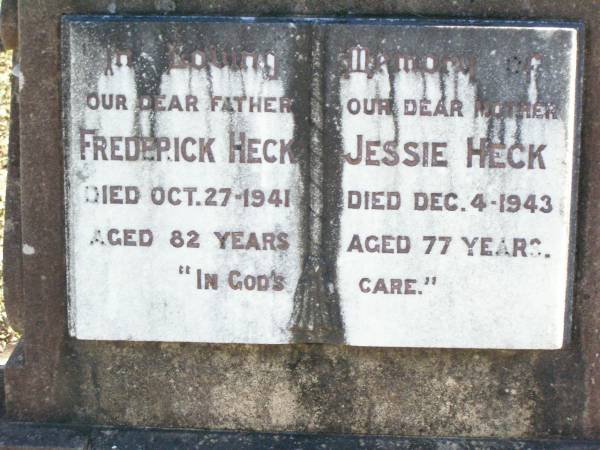 In Loving Memory of
OUR DEAR FATHER
FREDERICK HECK
DIED OCT. 27-1941
AGED 82 YEARS
OUR DEAR MOTHER
JESSIE HECK
DIED DEC. 4-1943
AGED 77 YEARS.
"IN GOD'S CARE."